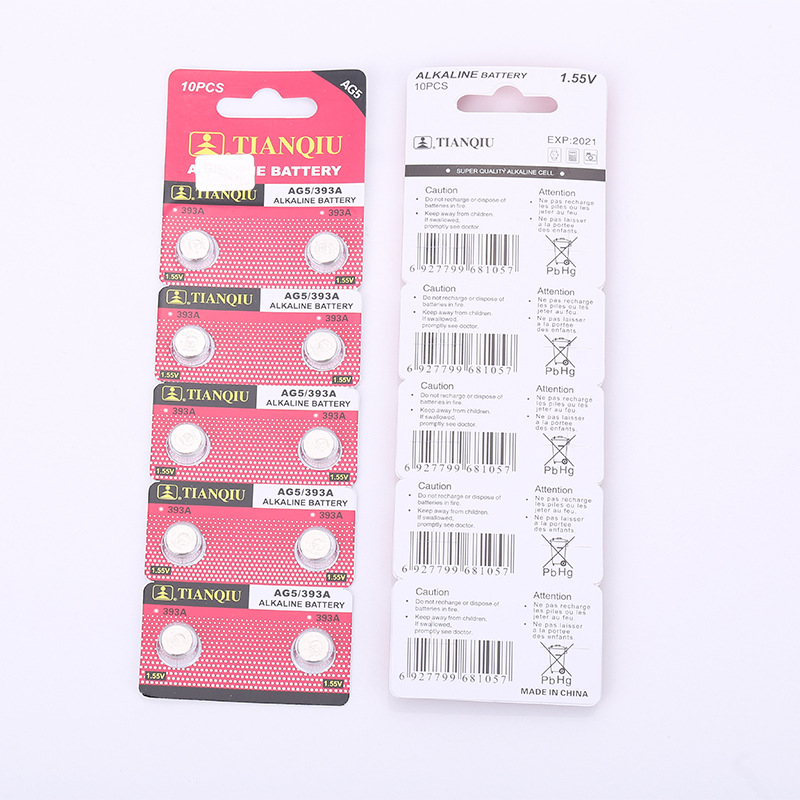 10PCS
AG5
TIANQIU
BATTERY
TIANQIU
AG5/393A
ALKALINE BATTERY
393A
393A
1.55V
1.55V
TIANQIU
AG5/393A
ALKALINE BATTERY
393A
393A
1.55V
1.55V
TIANQIU
AG5/393A
ALKALINE BATTERY
393A
393A
1.55V
1.55V
TIANQIU
AG5/393A
ALKALINE BATTERY
393A
393A
1.55V
1.55V
TIANQIU
AG5/393A
ALKALINE BATTERY
393A
393A
1.55V
1.55V
ALKALINE BATTERY
1.55V
10PCS
TIANQIU
EXP:2021
SUPER QUALITY ALKALINE CELL
Caution
• Do not recharge or dispose of
batteries in fire.
• Keep away from children.
If swallowed,
promptly see doctor.
6 927799 681057
Attention
• Ne pas recharge
les piles ou les
jeter au feu.
• Ne pas laisser
a la portée
des enfants.
PbHg
Caution
• Do not recharge or dispose of
batteries in fire.
• Keep away from children.
If swallowed,
promptly see doctor.
6 927799 681057
Attention
• Ne pas recharge
les piles ou les
jeter au feu.
• Ne pas laisser
a la portée
des enfants.
PbHg
Caution
• Do not recharge or dispose of
batteries in fire.
• Keep away from children.
If swallowed,
promptly see doctor.
6 927799 681057
Attention
• Ne pas recharge
les piles ou les
jeter au feu.
• Ne pas laisser
a la portée
des enfants.
PbHg
Caution
• Do not recharge or dispose of
batteries in fire.
• Keep away from children.
If swallowed,
promptly see doctor.
6 927799 681057
Attention
• Ne pas recharge
les piles ou les
jeter au feu.
• Ne pas laisser
a la portée
des enfants.
PbHg
Caution
• Do not recharge or dispose of
batteries in fire.
• Keep away from children.
If swallowed,
promptly see doctor.
6 927799 681057
Attention
• Ne pas recharge
les piles ou les
jeter au feu.
• Ne pas laisser
a la portée
des enfants.
PbHg
MADE IN CHINA